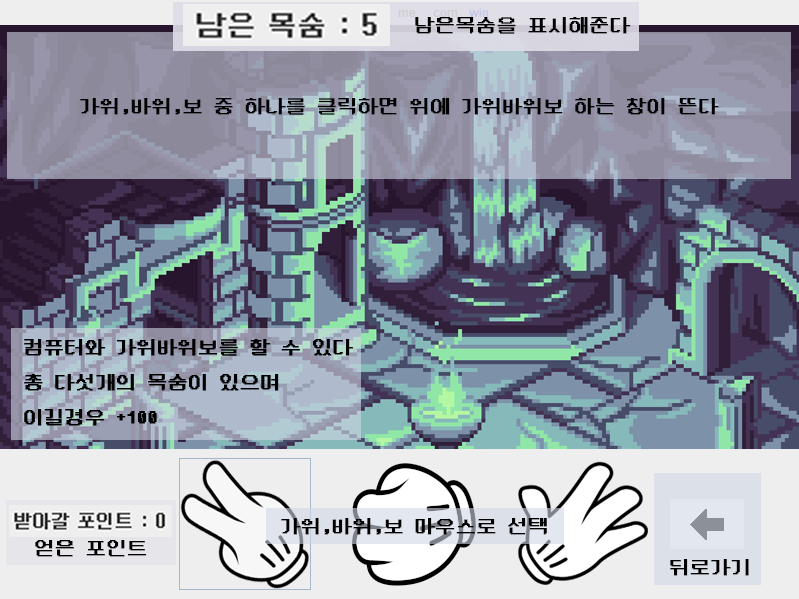 남은 목숨 : 5
남은목숨을 표시해준다
가위,바위,보 중 하나를 클릭하면 위에 가위바위보 하는 창이 뜬다
컴퓨터와 가위바위보를 할 수 있다
총 다섯개의 목숨이 있으며
이길경우 +100
가위,바위,보 마우스로 선택
받아갈 포인트 : 0
얻은 포인트
뒤로가기